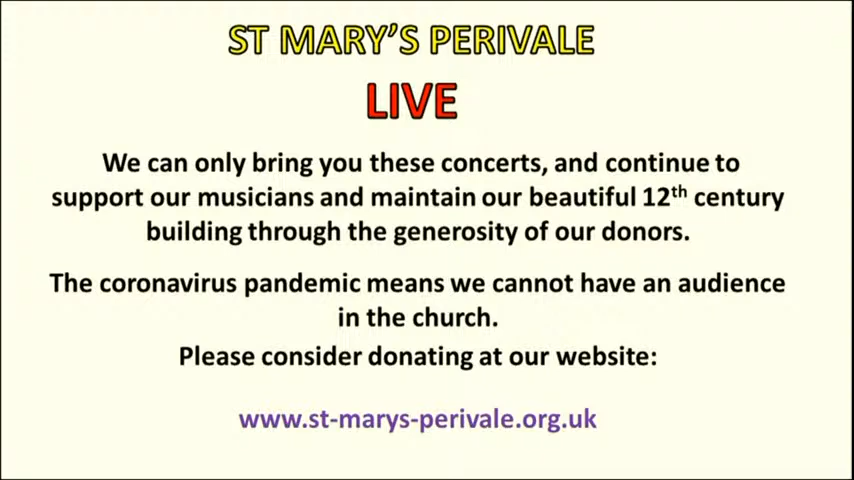 ST MARY'S PERIVALE
LIVE
We can only bring you these concerts, and continue to
support our musicians and maintain our beautiful 12th century
building through the generosity of our donors.
The coronavirus pandemic means we cannot have an audience
in the church.
Please consider donating at our website:
www.st-marys-perivale.org.uk